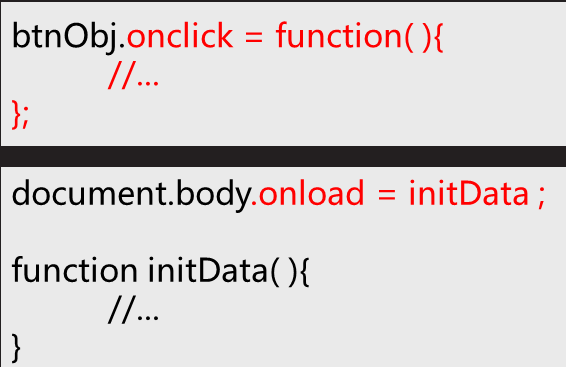 btnObj.onclick = function( ){
//...
};
document.body.onload = initData ;
function initData( ){
//...
}